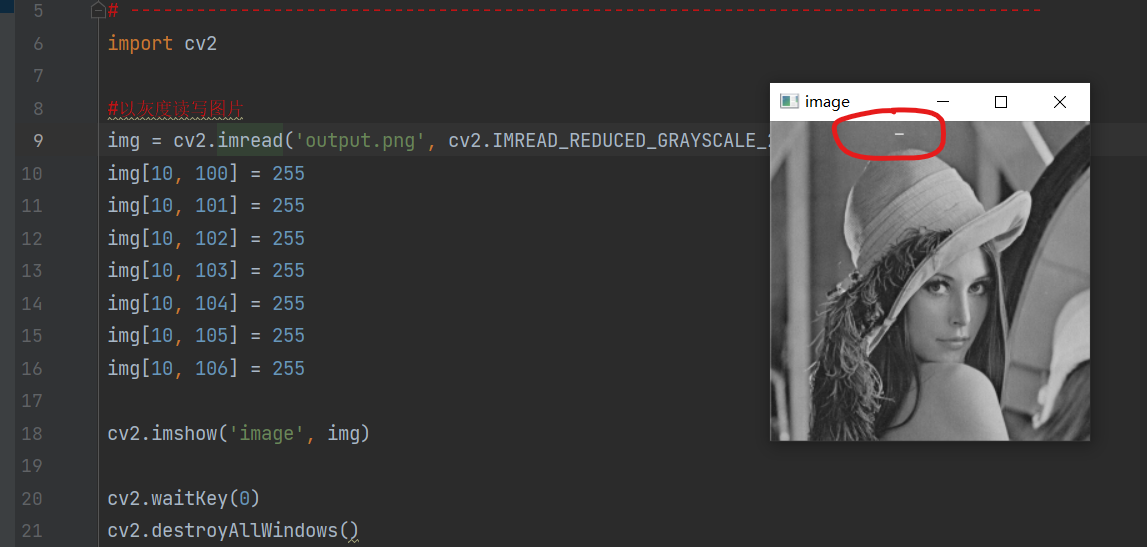 5 # -------------------------------------------------------------------
6 import cv2
7
8 #以灰度读写图片
image
9 img = cv2.imread('output.png', cv2.IMREAD_REDUCED_GRAYSCALE_2
10 img[10, 100] = 255
11 img[10, 101] = 255
12 img[10, 102] = 255
13 img[10, 103] = 255
14 img[10, 104] = 255
15 img[10, 105] = 255
16 img[10, 106] = 255
17
18 cv2.imshow('image', img)
19
20 cv2.waitKey(0)
21 cv2.destroyAllWindows()